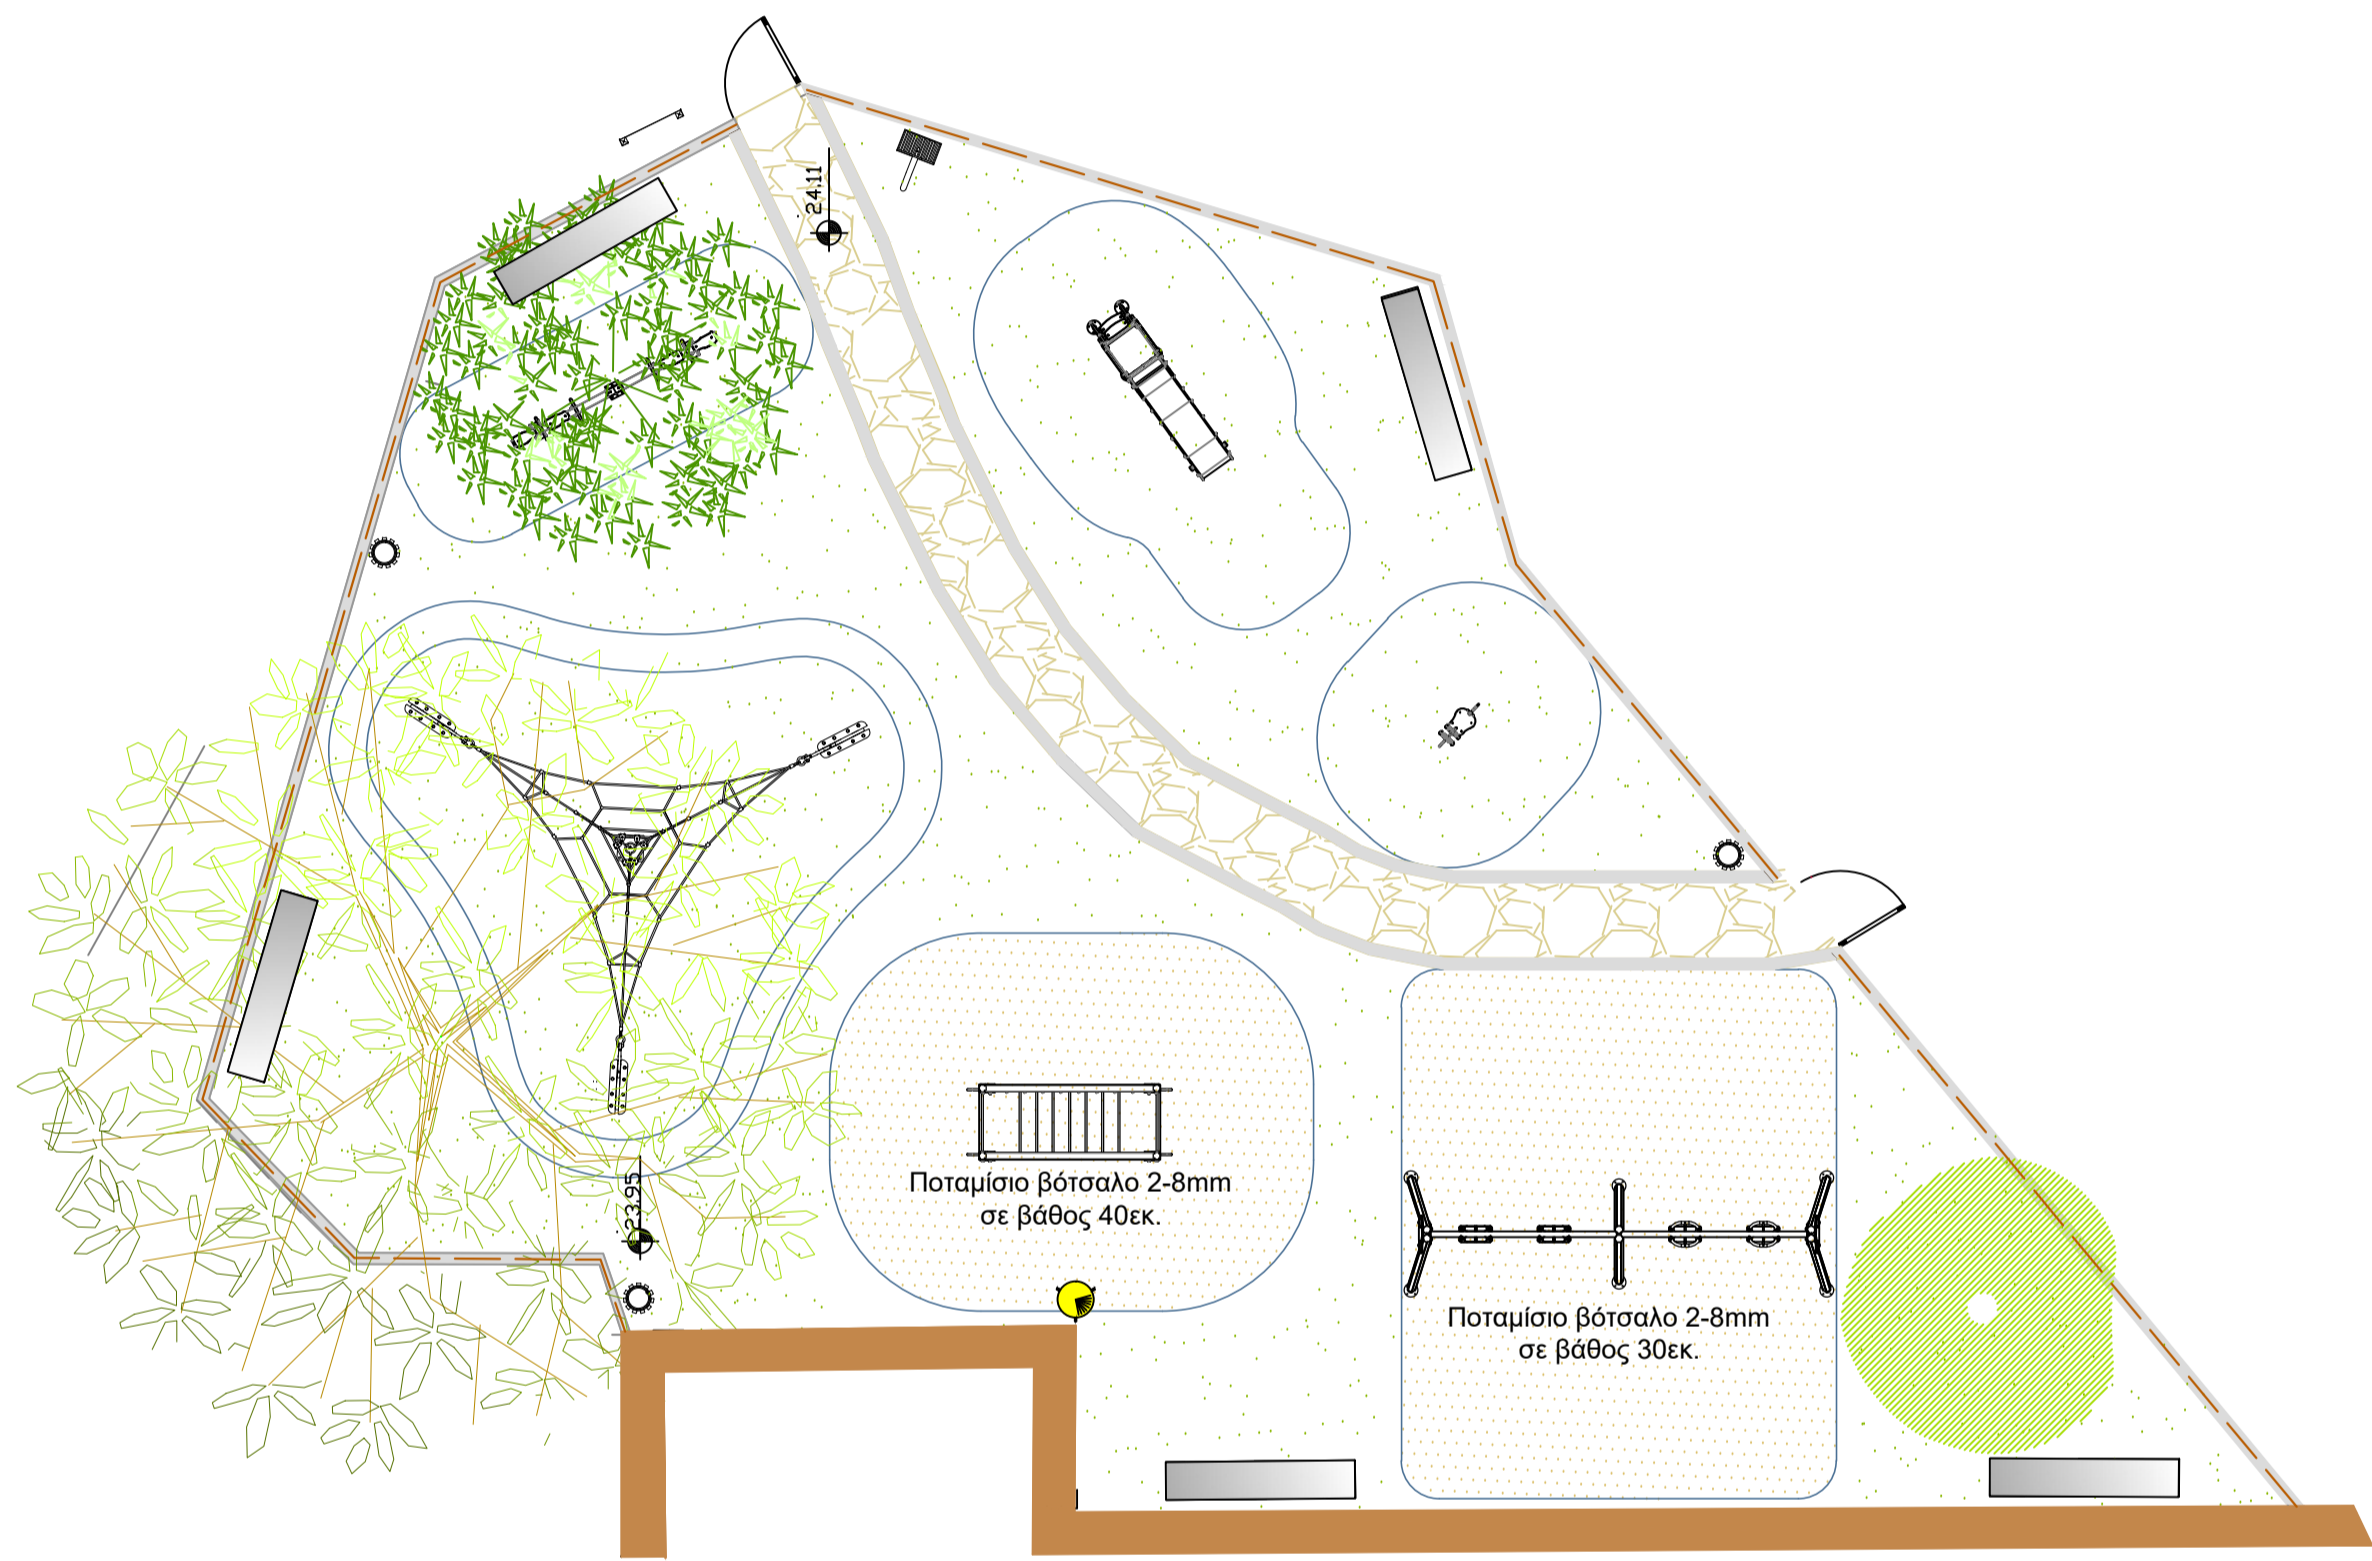 24,11
Ποταμίσιο βότσαλο 2-8mm
σε βάθος 40εκ.
23,95
Ποταμίσιο βότσαλο 2-8mm
σε βάθος 30εκ.